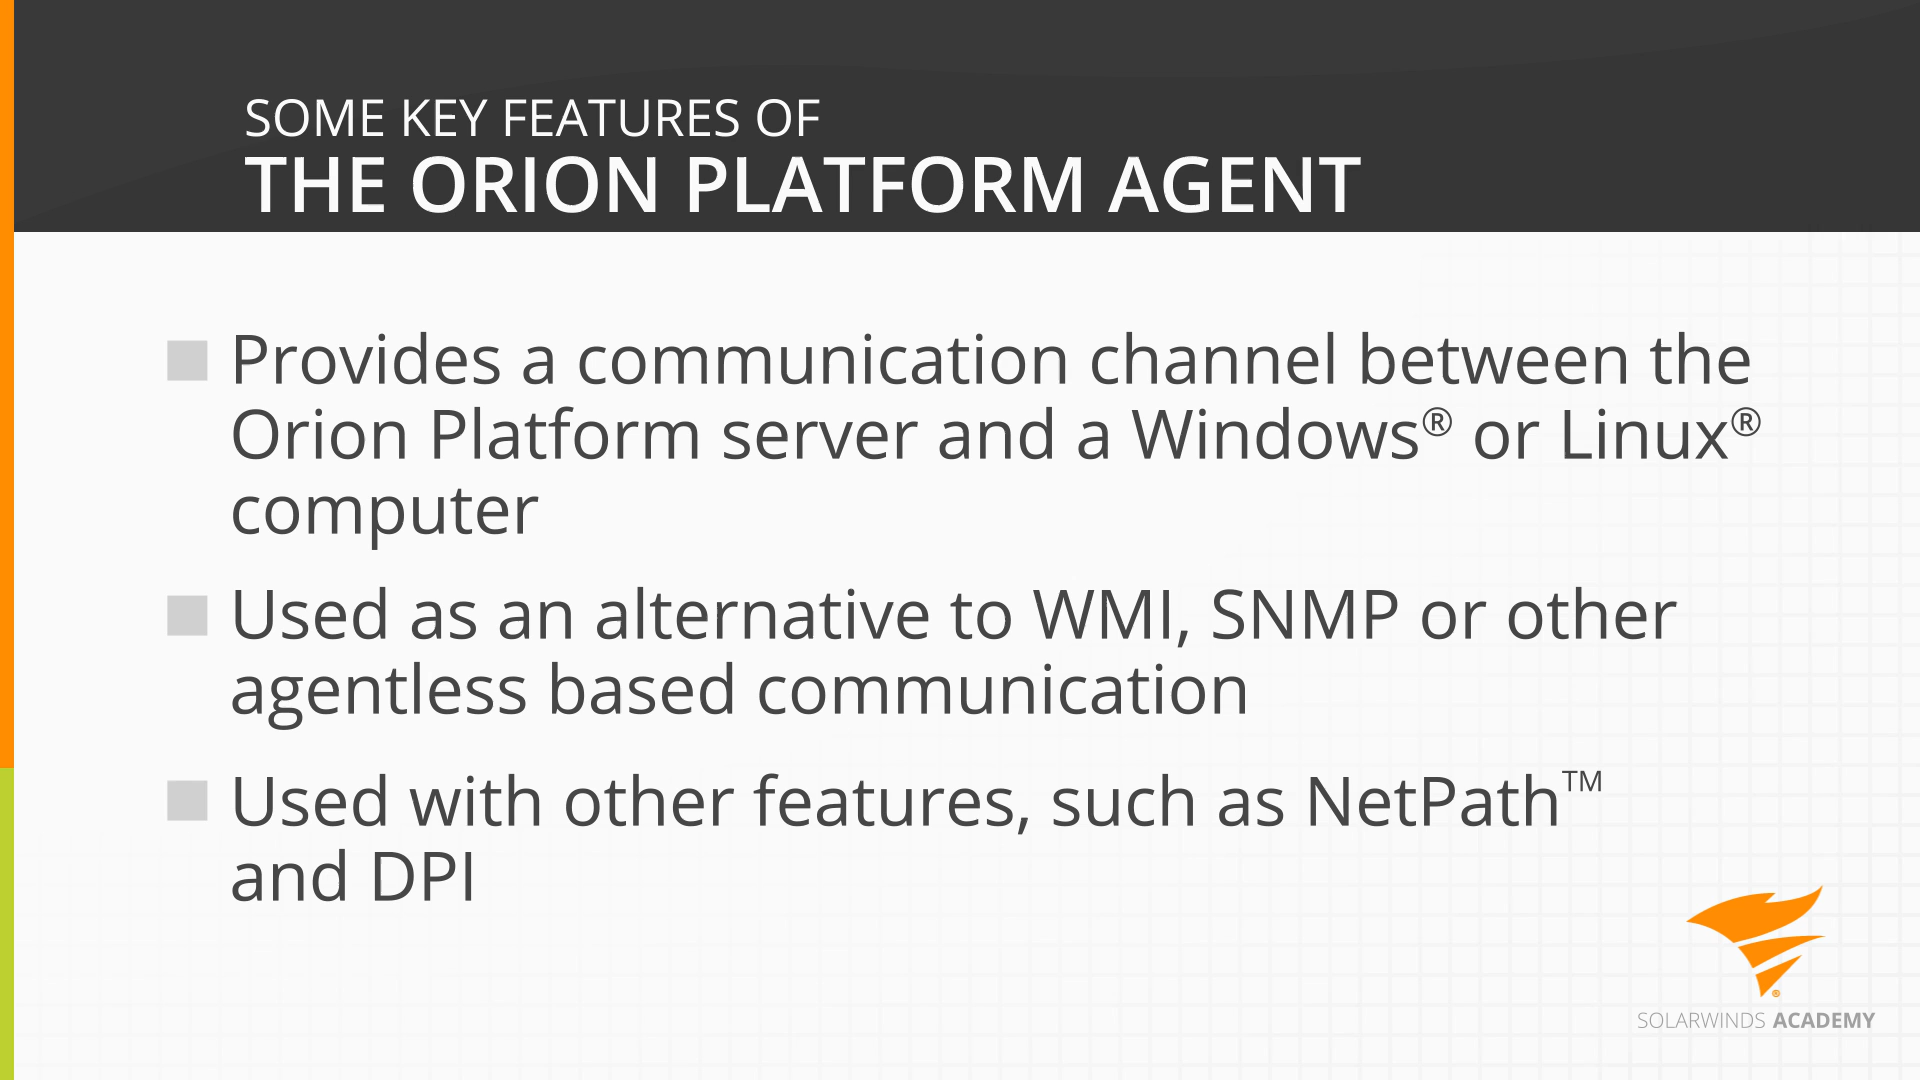 SOME KEY FEATURES OF
THE ORION PLATFORM AGENT
Provides a communication channel between the
Orion Platform server and a Windows® or Linux®
computer
Used as an alternative to WMI, SNMP or other
agentless based communication
Used with other features, such as NetPath™
and DPI
®
SOLARWINDS ACADEMY